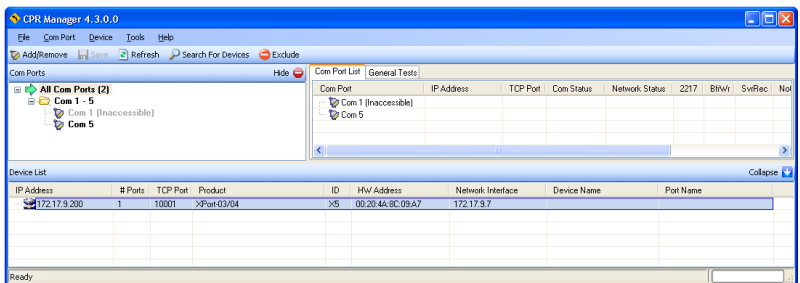 CPR Manager 4.3.0.0
File Com Port Device Tools Help
Add/Remove Save Refresh Search For Devices Exclude
Com Ports Hide
All Com Ports (2)
Com 1 - 5
Com 1 (Inaccessible)
Com 5
Com Port List General Tests
Com Port IP Address TCP Port Com Status Network Status 2217 BfrWr SvrRec
Com 1 (Inaccessible)
Com 5
Device List Collapse
IP Address # Ports TCP Port Product ID HW Address Network Interface Device Name Port Name
172.17.9.200 1 10001 XPort-03/04 X5 00:20:4A:8C:09:A7 172.17.9.7
Ready